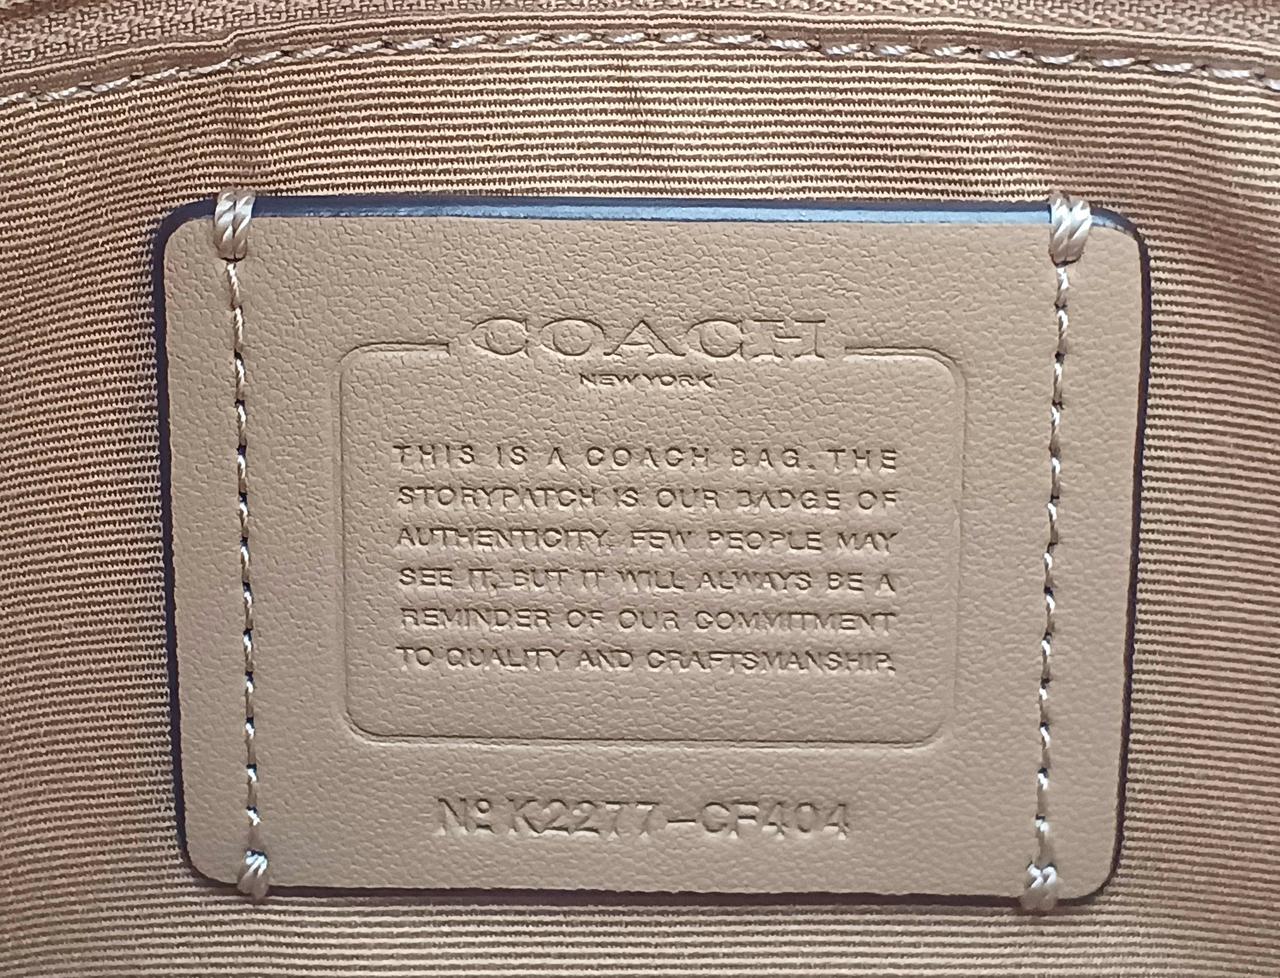 COACH
NEW YORK
THIS IS A COACH BAG. THE
STORYPATCH IS OUR BADGE OF
AUTHENTICITY. FEW PEOPLE MAY
SEE IT, BUT IT WILL ALWAYS BE A
REMINDER OF OUR COMMITMENT
TO QUALITY AND CRAFTSMANSHIP.
Nº K2277-CF404